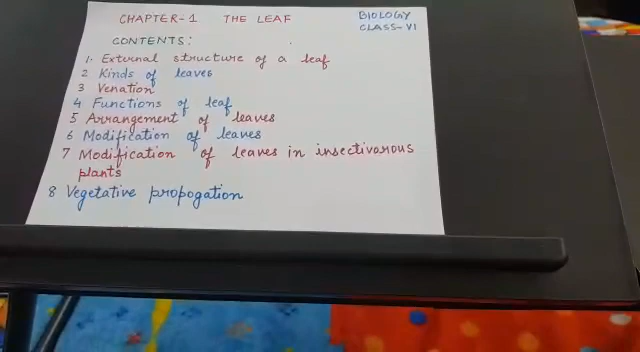 CHAPTER-1 THE LEAF
BIOLOGY
CLASS-VI
CONTENTS:
1. External structure of a leaf
2 Kinds of leaves
3 Venation
4 Functions of leaf
5 Arrangement of leaves
6 Modification of leaves
7 Modification of leaves in insectivorous
plants
8 Vegetative propogation